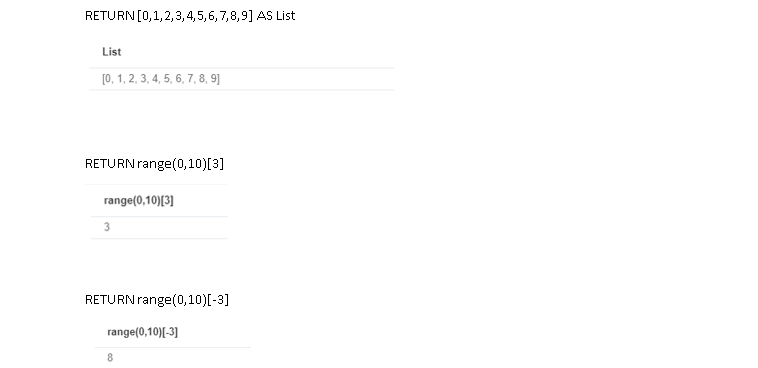 RETURN [0,1,2,3,4,5,6,7,8,9] AS List
List
[0, 1, 2, 3, 4, 5, 6, 7, 8, 9]
RETURN range(0,10)[3]
range(0,10)[3]
3
RETURN range(0,10)[-3]
range(0,10)[-3]
8